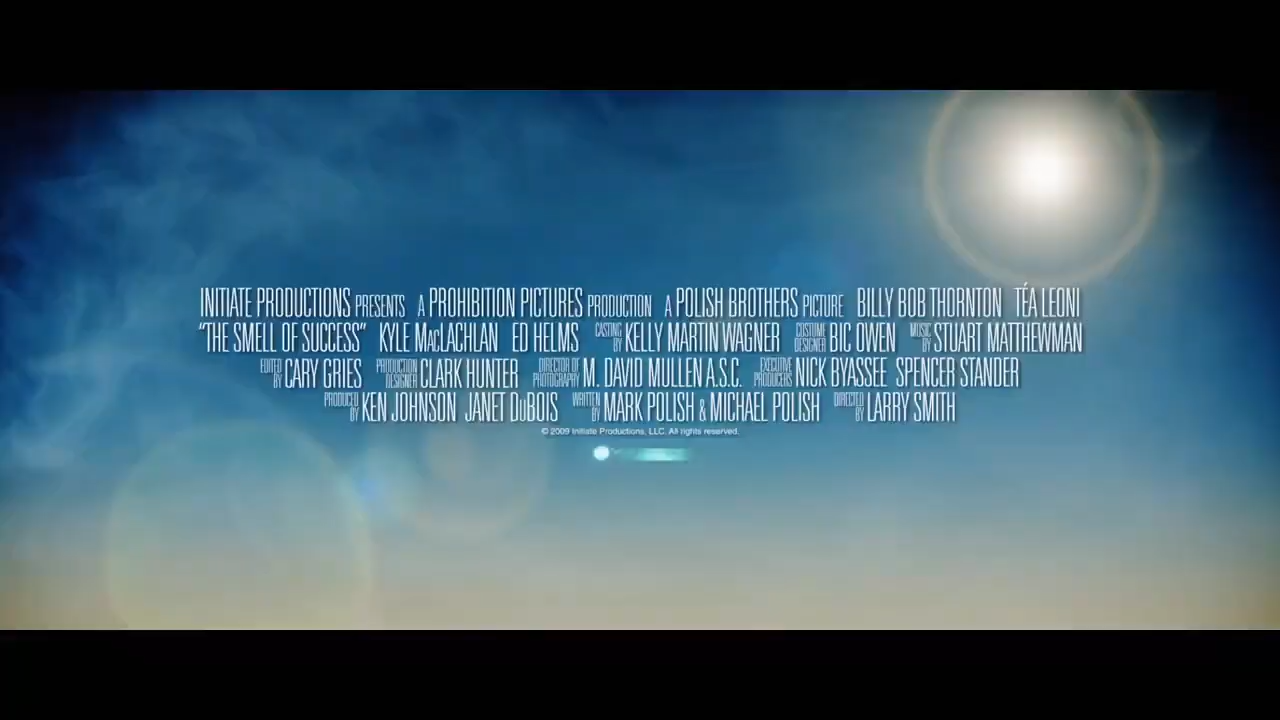 INITIATE PRODUCTIONS PRESENTS A PROHIBITION PICTURES PRODUCTION A POLISH BROTHERS PICTURE BILLY BOB THORNTON TÉA LEONI
"THE SMELL OF SUCCESS" KYLE MACLACHLAN ED HELMS CASTING BY KELLY MARTIN WAGNER COSTUME DESIGNER BIC OWEN MUSIC BY STUART MATTHEWMAN
EDITED BY CARY GRIES PRODUCTION DESIGNER CLARK HUNTER DIRECTOR OF PHOTOGRAPHY M. DAVID MULLEN A.S.C. EXECUTIVE PRODUCERS NICK BYASSEE SPENCER STANDER
PRODUCED BY KEN JOHNSON JANET DUBOIS WRITTEN BY MARK POLISH & MICHAEL POLISH DIRECTED BY LARRY SMITH
© 2009 Initiate Productions, LLC. All rights reserved.